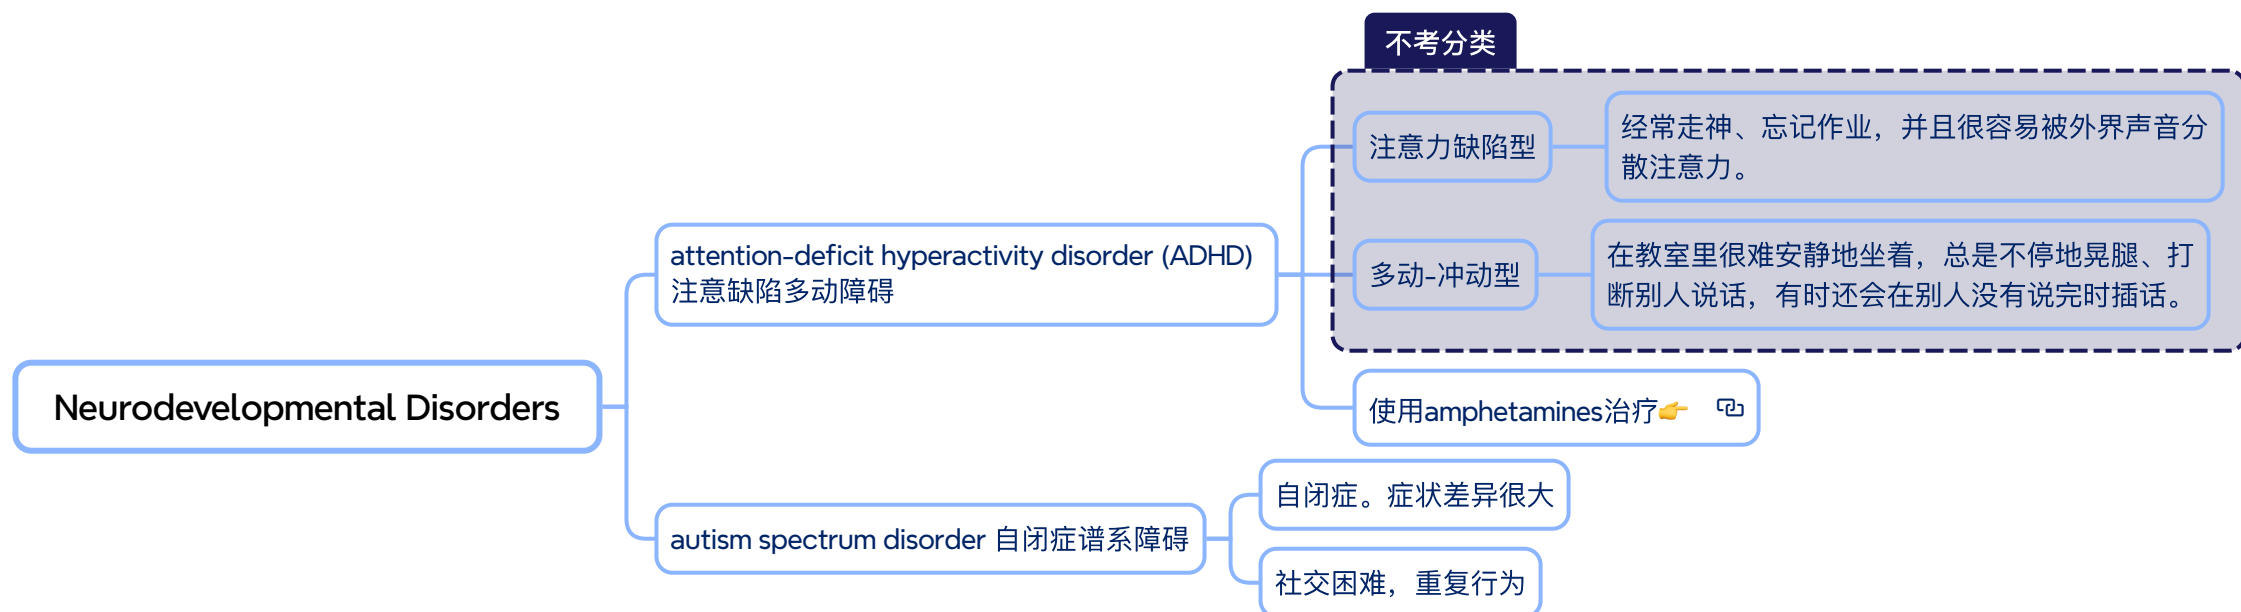 不考分类
注意力缺陷型
经常走神、忘记作业，并且很容易被外界声音分
散注意力。
attention-deficit hyperactivity disorder (ADHD)
注意缺陷多动障碍
多动-冲动型
在教室里很难安静地坐着，总是不停地晃腿、打
断别人说话，有时还会在别人没有说完时插话。
Neurodevelopmental Disorders
使用amphetamines治疗👉
autism spectrum disorder 自闭症谱系障碍
自闭症。症状差异很大
社交困难，重复行为